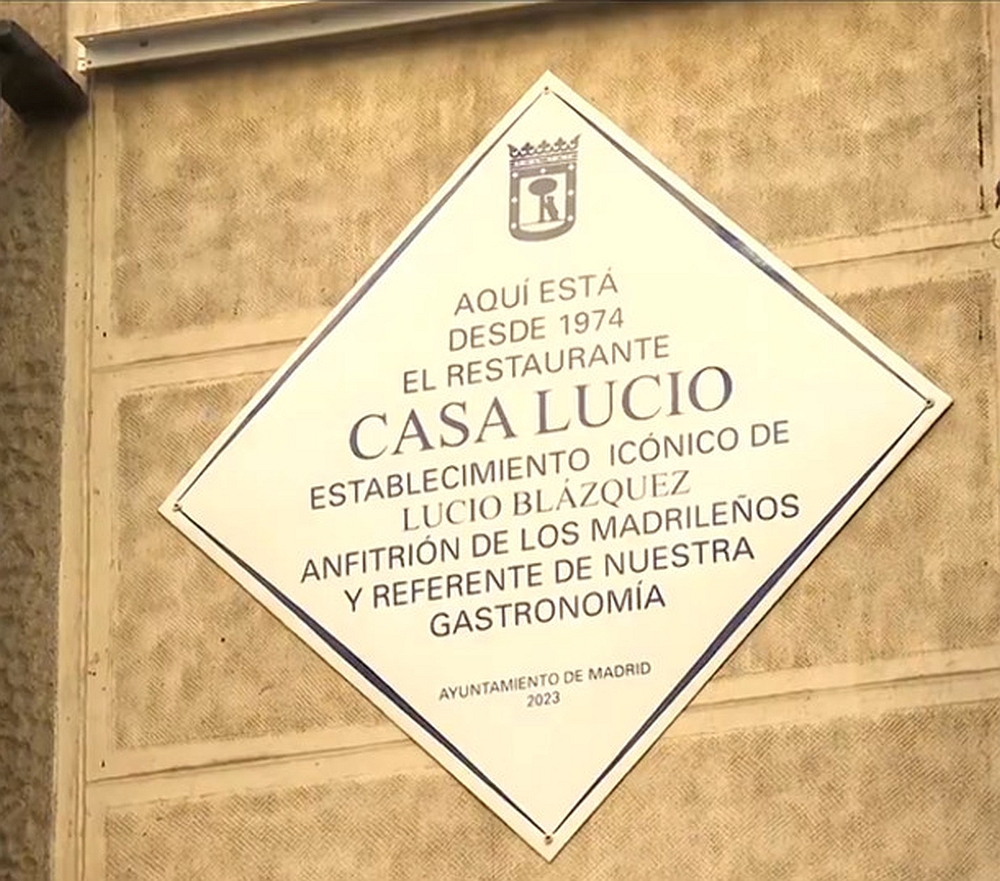 AQUÍ ESTÁ
DESDE 1974
EL RESTAURANTE
CASA LUCIO
ESTABLECIMIENTO ICÓNICO DE
LUCIO BLÁZQUEZ
ANFITRIÓN DE LOS MADRILEÑOS
Y REFERENTE DE NUESTRA
GASTRONOMÍA
AYUNTAMIENTO DE MADRID
2023